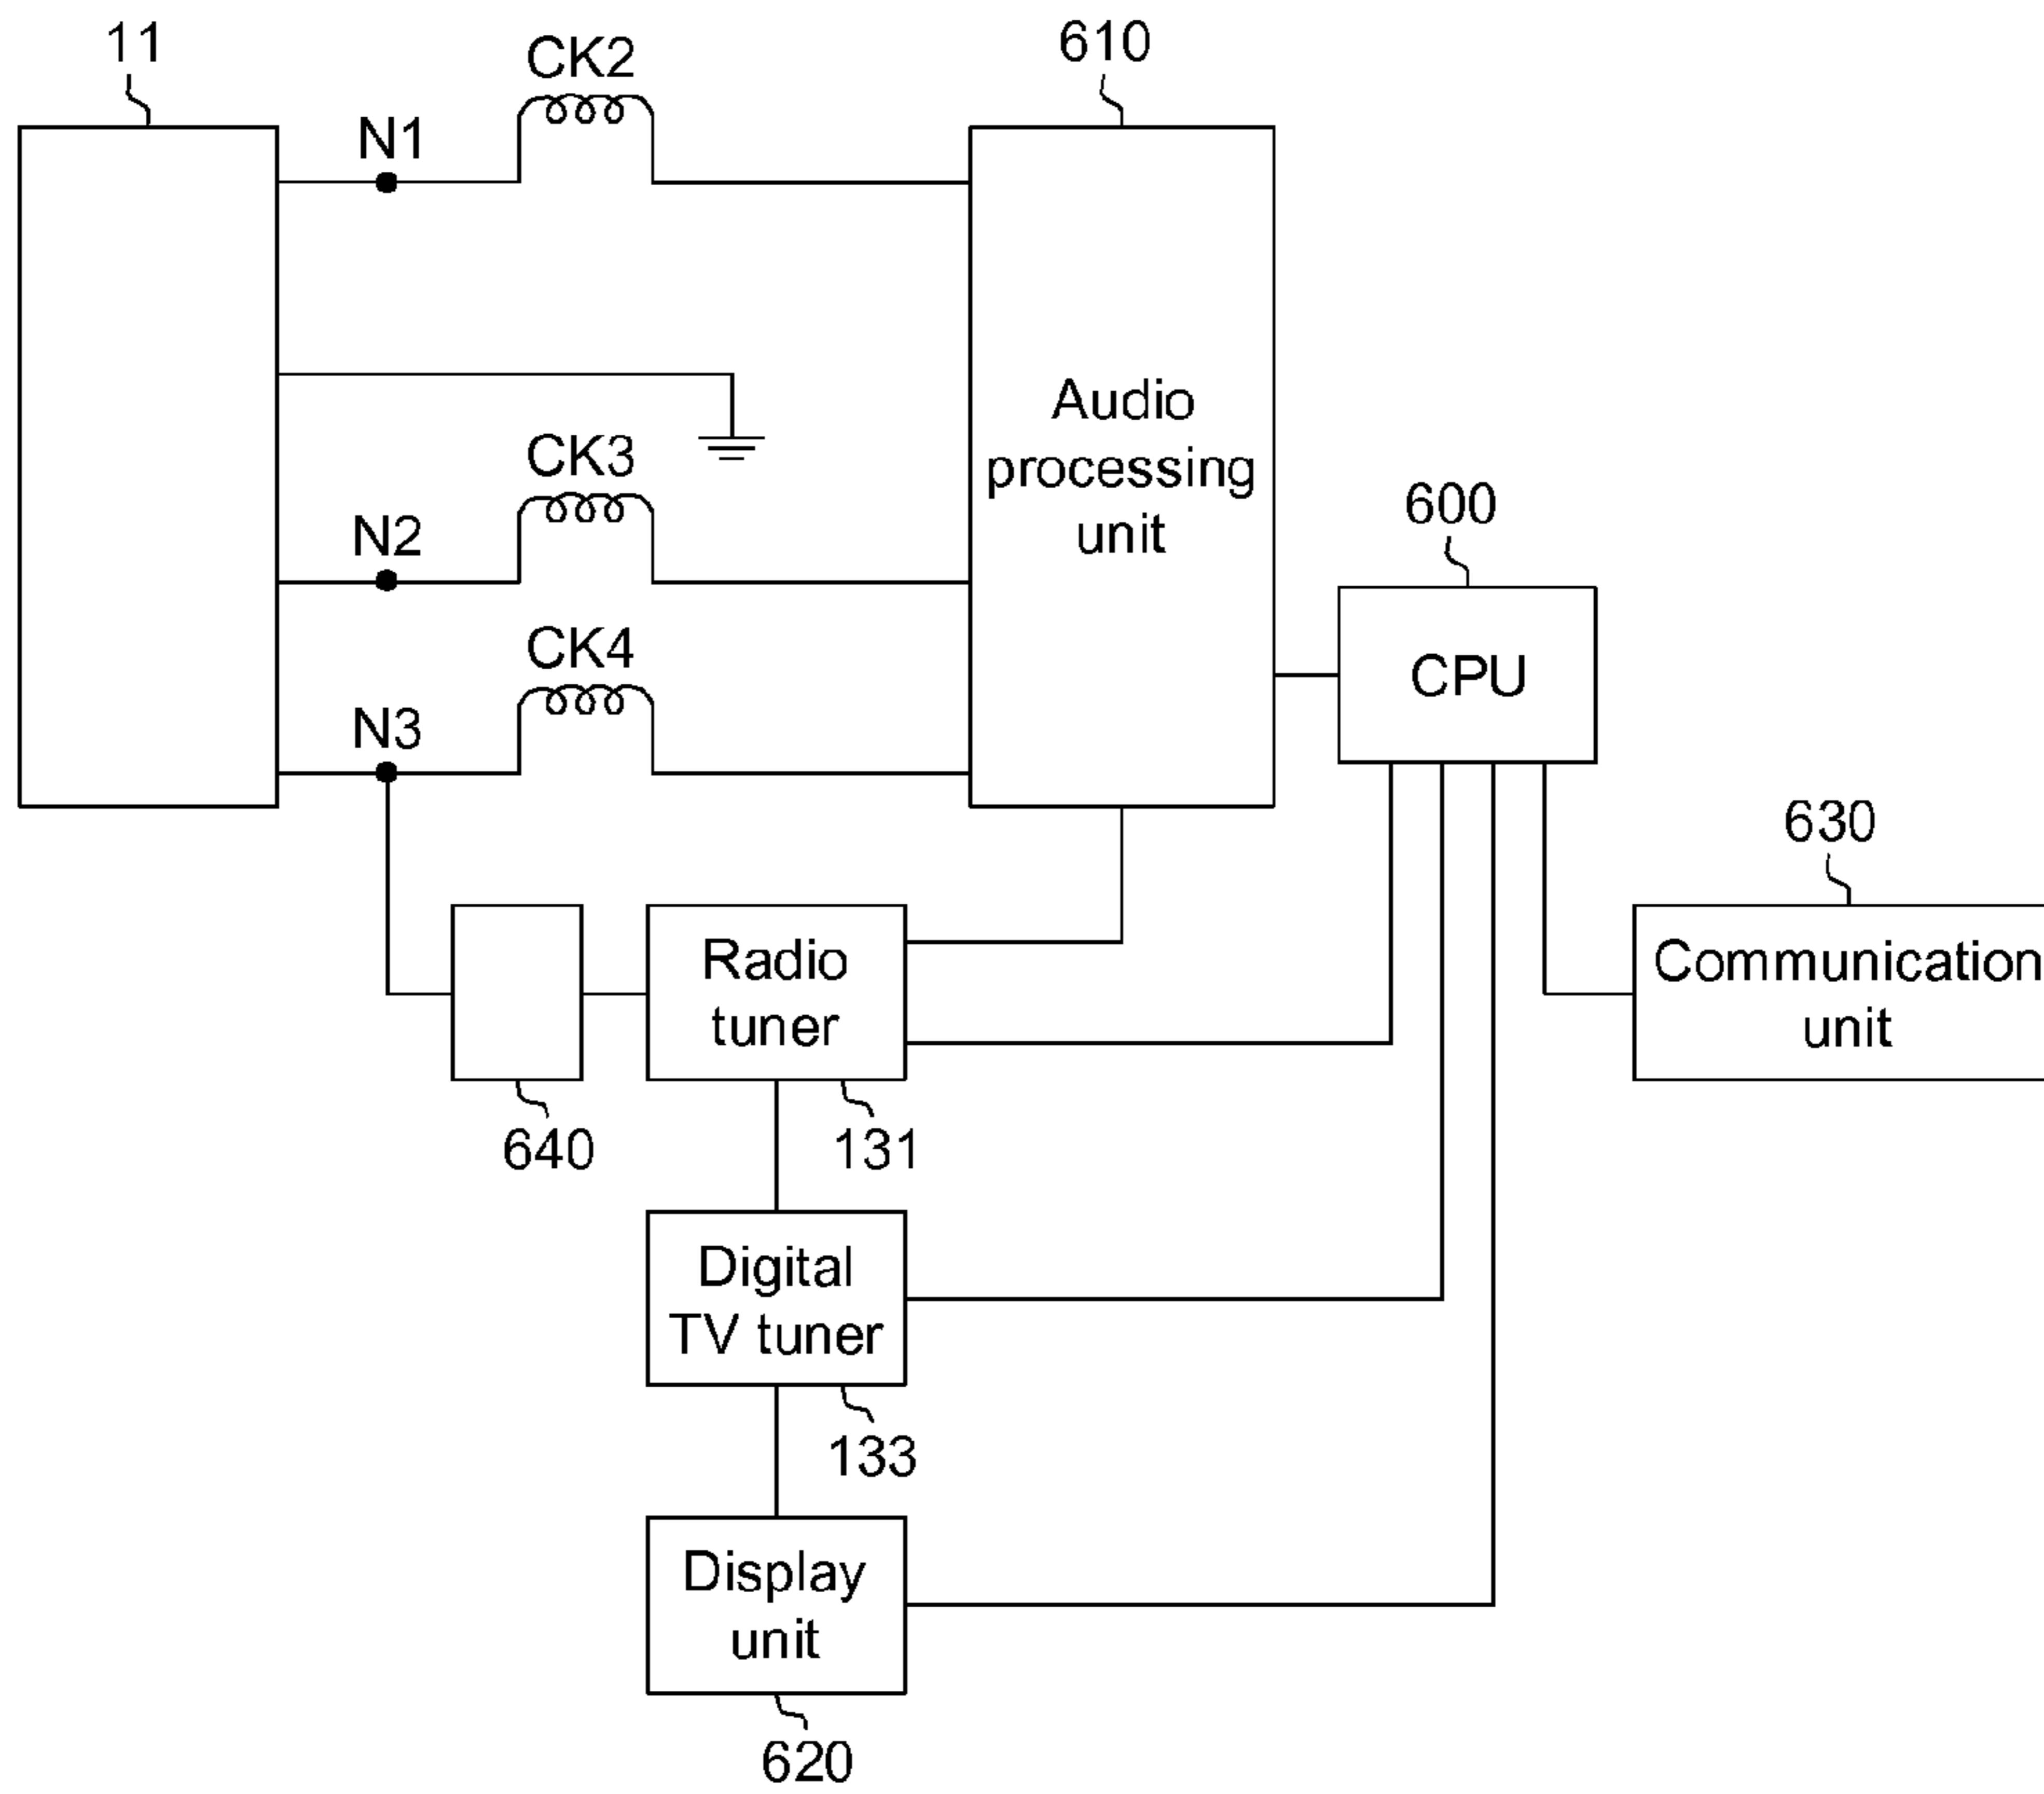 11
CK2
610
N1
Audio
processing
unit
CK3
N2
600
CPU
CK4
N3
630
Communication
unit
Radio
tuner
640
131
Digital
TV tuner
133
Display
unit
620